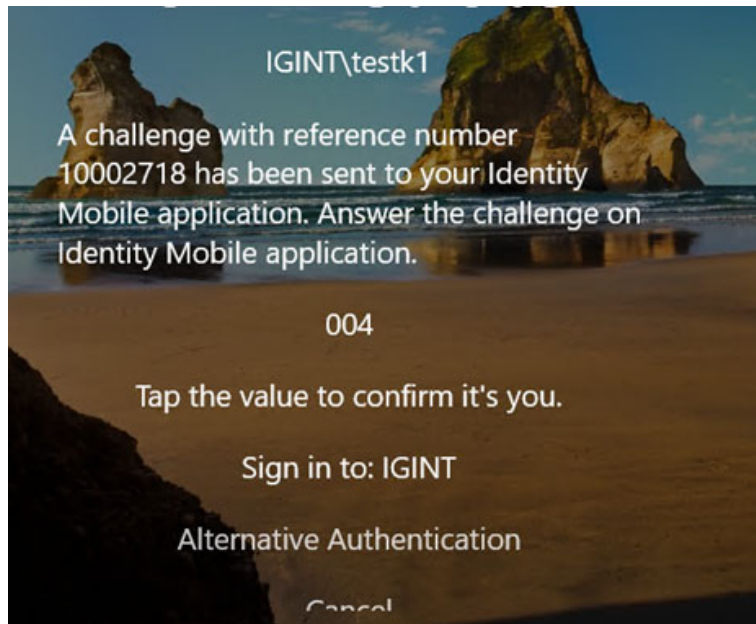 IGINT\testk1
A challenge with reference number
10002718 has been sent to your Identity
Mobile application. Answer the challenge on
Identity Mobile application.
004
Tap the value to confirm it's you.
Sign in to: IGINT
Alternative Authentication
Cancel